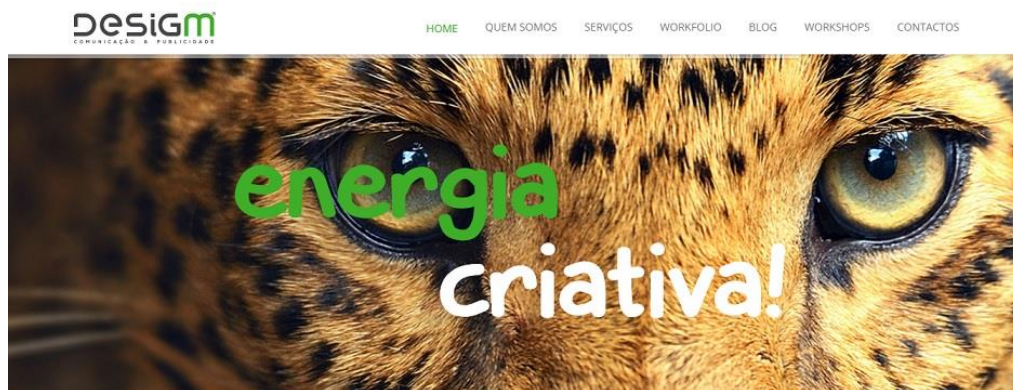 DesiGm
COMUNICAÇÃO & PUBLICIDADE
HOME QUEM SOMOS SERVIÇOS WORKFOLIO BLOG WORKSHOPS CONTACTOS
energia
criativa!